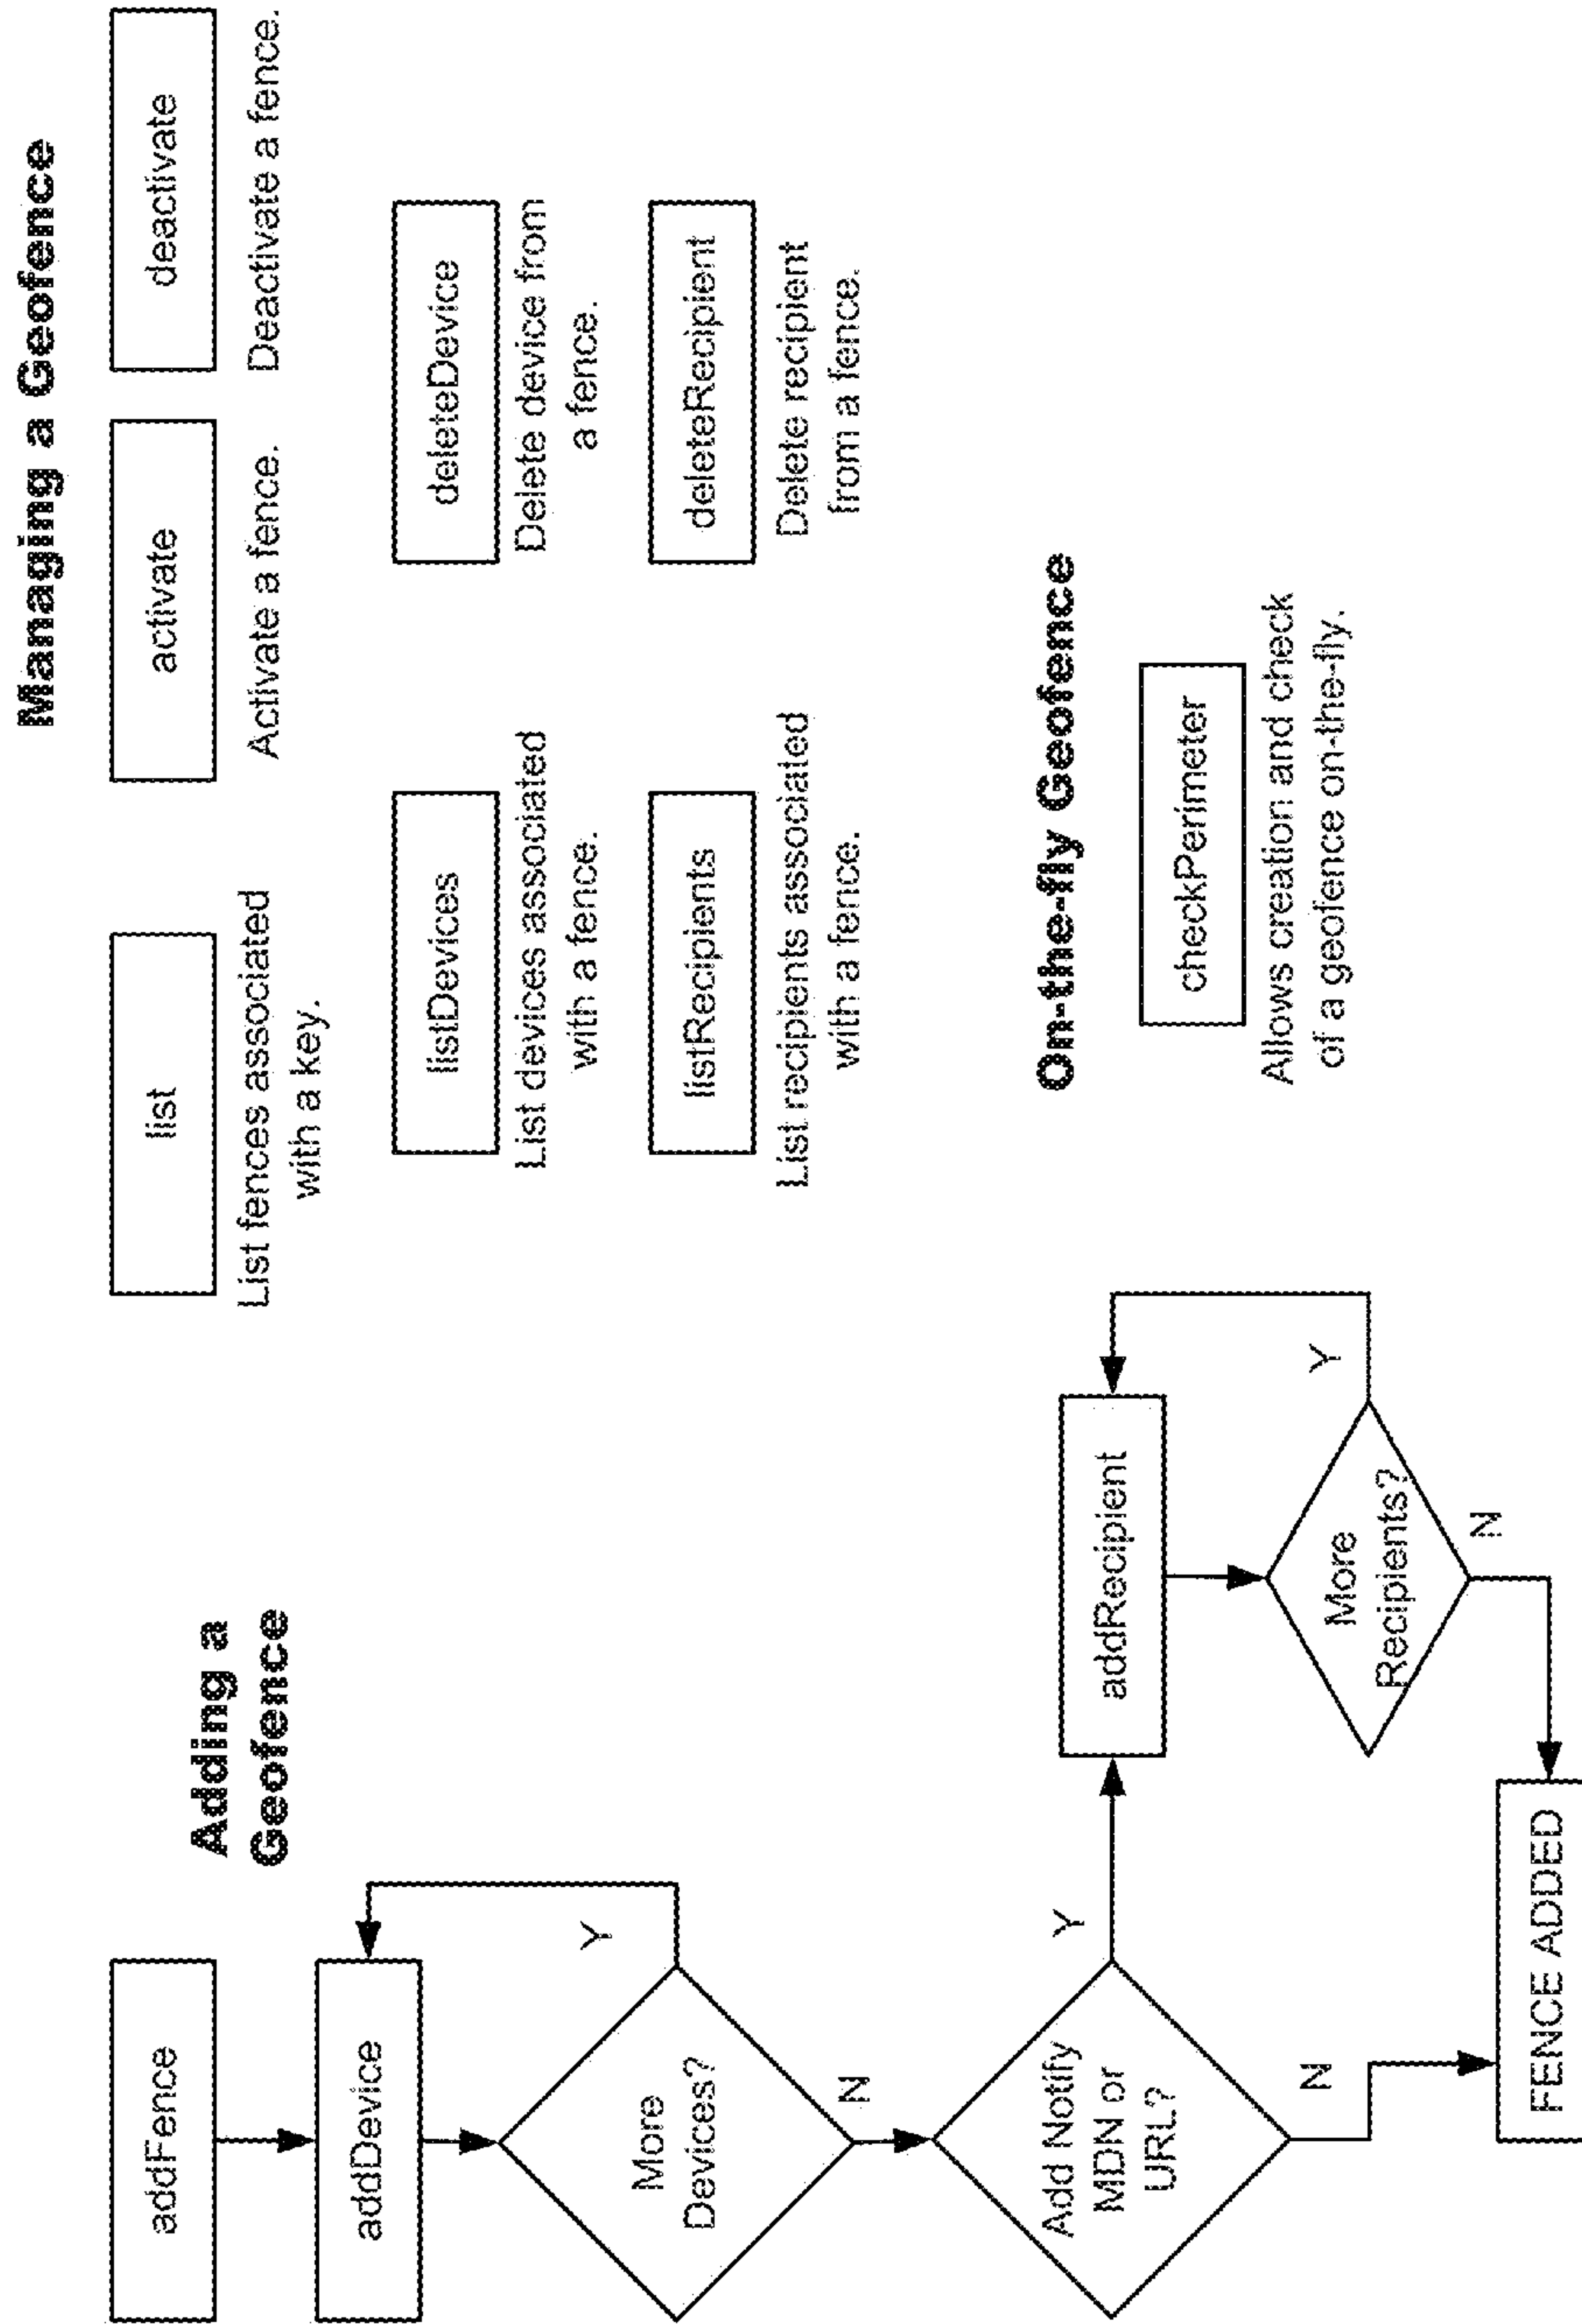 Adding a
Geofence
addFence
addDevice
More
Devices?
Y
N
Add Notify
MDN or
URL?
Y
N
addRecipient
More
Recipients?
Y
N
FENCE ADDED
Managing a Geofence
list
List fences associated
with a key.
activate
Activate a fence.
deactivate
Deactivate a fence.
listDevices
List devices associated
with a fence.
deleteDevice
Delete device from
a fence.
listRecipients
List recipients associated
with a fence.
deleteRecipient
Delete recipient
from a fence.
On-the-fly Geofence
checkPerimeter
Allows creation and check
of a geofence on-the-fly.